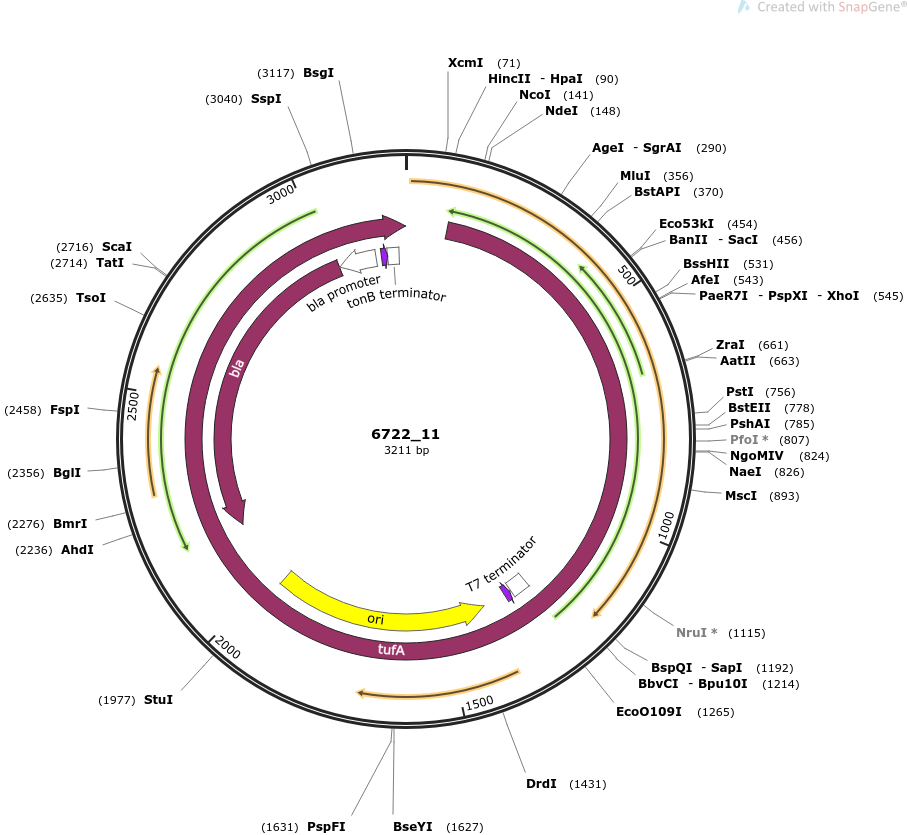 Created with SnapGene®
(3117) BsgI
(3040) SspI
XcmI (71)
HincII - HpaI (90)
NcoI (141)
NdeI (148)
AgeI - SgrAI (290)
MluI (356)
BstAPI (370)
Eco53kI (454)
BanII - SacI (456)
BssHII (531)
AfeI (543)
PaeR7I - PspXI - XhoI (545)
ZraI (661)
AatII (663)
PstI (756)
BstEII (778)
PshAI (785)
PfoI * (807)
NgoMIV (824)
NaeI (826)
MscI (893)
NruI * (1115)
BspQI - SapI (1192)
BbvCI - Bpu10I (1214)
EcoO109I (1265)
DrdI (1431)
BseYI (1627)
(1631) PspFI
(1977) StuI
(2236) AhdI
(2276) BmrI
(2356) BglI
(2458) FspI
(2635) TsoI
(2714) TatI
(2716) ScaI
500
1000
1500
2000
2500
3000
bla promoter
tonB terminator
bla
6722_11
3211 bp
T7 terminator
ori
tufA